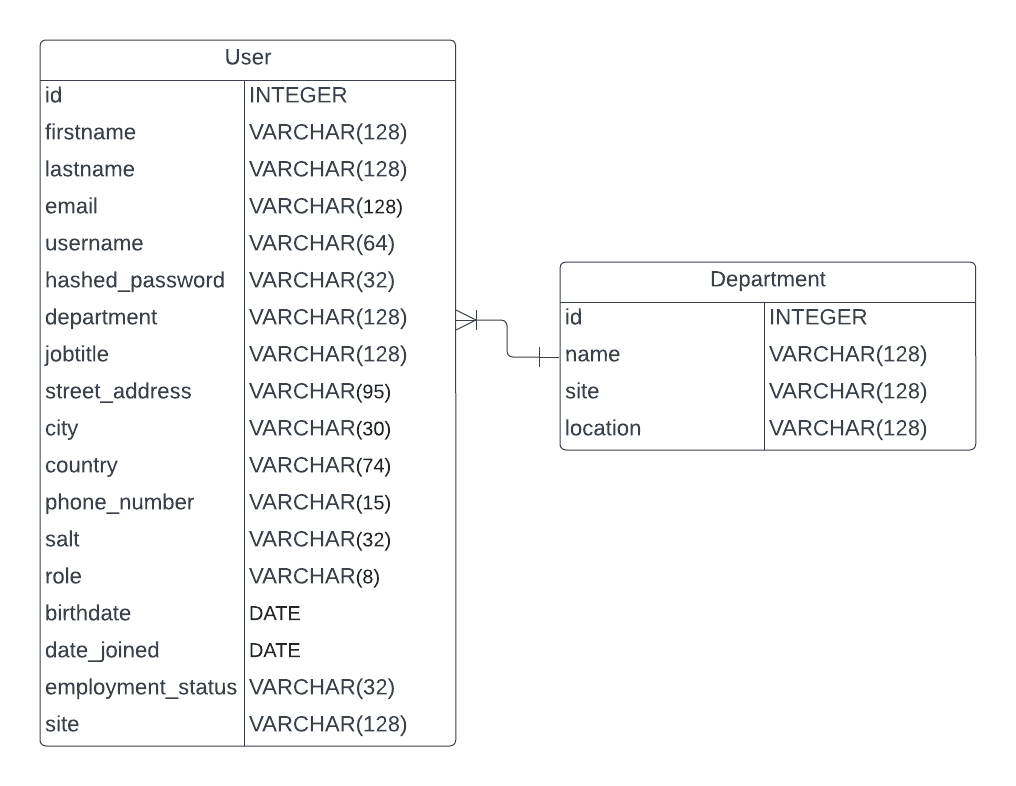 User
id INTEGER
firstname VARCHAR(128)
lastname VARCHAR(128)
email VARCHAR(128)
username VARCHAR(64)
hashed_password VARCHAR(32)
department VARCHAR(128)
jobtitle VARCHAR(128)
street_address VARCHAR(95)
city VARCHAR(30)
country VARCHAR(74)
phone_number VARCHAR(15)
salt VARCHAR(32)
role VARCHAR(8)
birthdate DATE
date_joined DATE
employment_status VARCHAR(32)
site VARCHAR(128)
Department
id INTEGER
name VARCHAR(128)
site VARCHAR(128)
location VARCHAR(128)